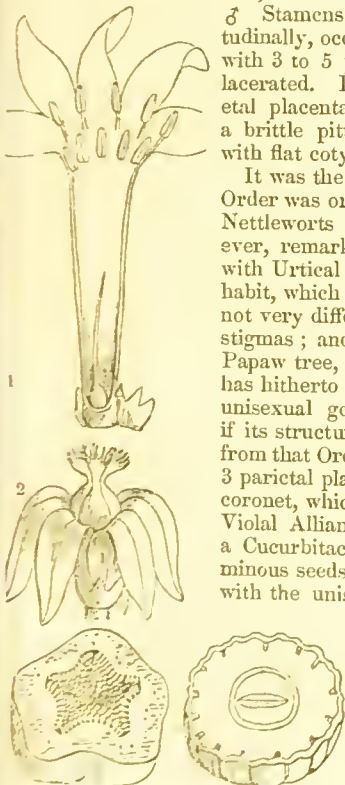 ♂ Stamens
tudinally, occ
with 3 to 5
lacerated.
etal placenta
a brittle pit
with flat coty
It was the
Order was or
Nettleworts
ever, remark
with Urtical
habit, which
not very diffe
stigmas ; and
Papaw tree,
has hitherto
unisexual go
if its structur
from that Ord
3 parietal pla
coronet, whic
Violal Allian
a Cucurbitac
minous seeds
with the unis
1
2